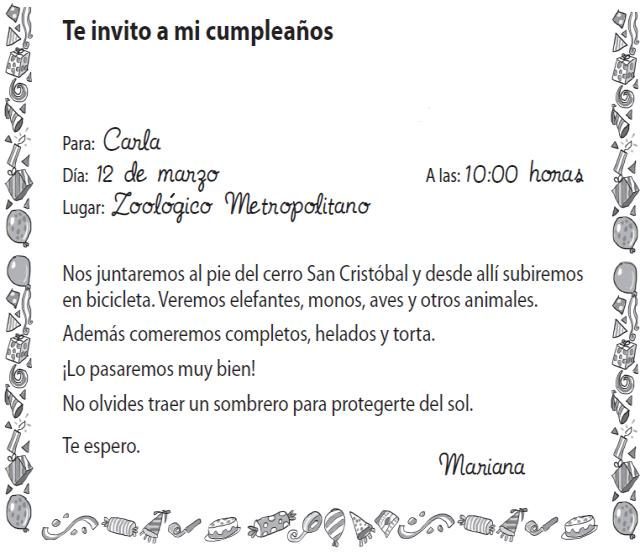 Te invito a mi cumpleaños
Para: Carla
Día: 12 de marzo A las: 10:00 horas
Lugar: Zoológico Metropolitano
Nos juntaremos al pie del cerro San Cristóbal y desde allí subiremos
en bicicleta. Veremos elefantes, monos, aves y otros animales.
Además comeremos completos, helados y torta.
¡Lo pasaremos muy bien!
No olvides traer un sombrero para protegerte del sol.
Te espero.
Mariana